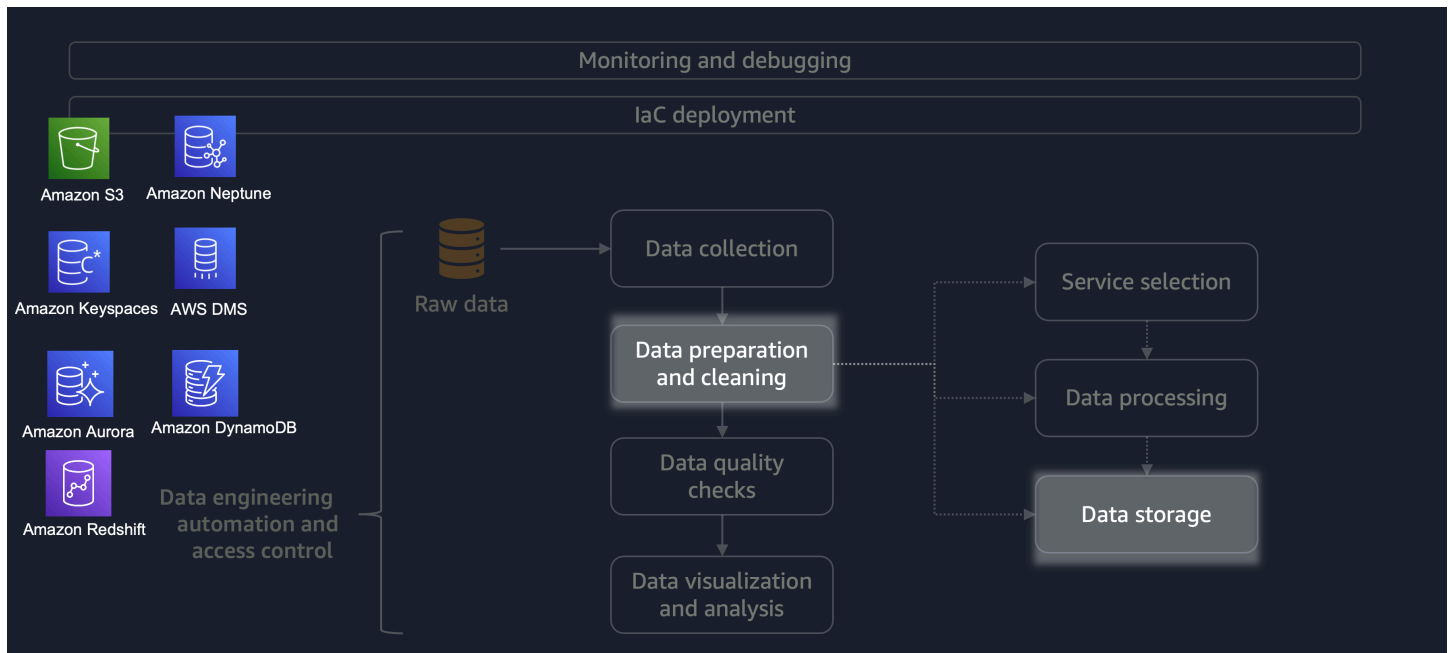 Monitoring and debugging
IaC deployment
Amazon S3
Amazon Neptune
Amazon Keyspaces
AWS DMS
Amazon Aurora
Amazon DynamoDB
Amazon Redshift
Data engineering
automation and
access control
Raw data
Data collection
Data preparation
and cleaning
Data quality
checks
Data visualization
and analysis
Service selection
Data processing
Data storage